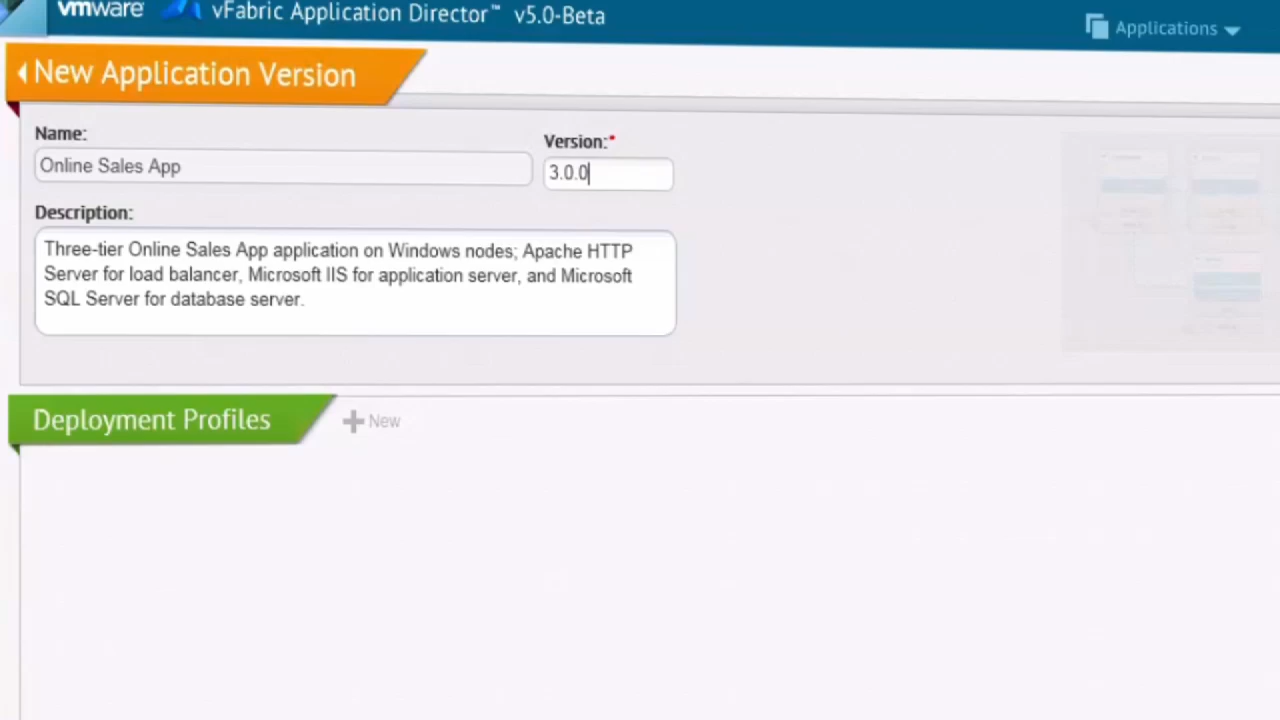 vmware vFabric Application Director™ v5.0-Beta
Applications
New Application Version
Name:
Version:*
Online Sales App
3.0.0
Description:
Three-tier Online Sales App application on Windows nodes; Apache HTTP
Server for load balancer, Microsoft IIS for application server, and Microsoft
SQL Server for database server.
Deployment Profiles
New